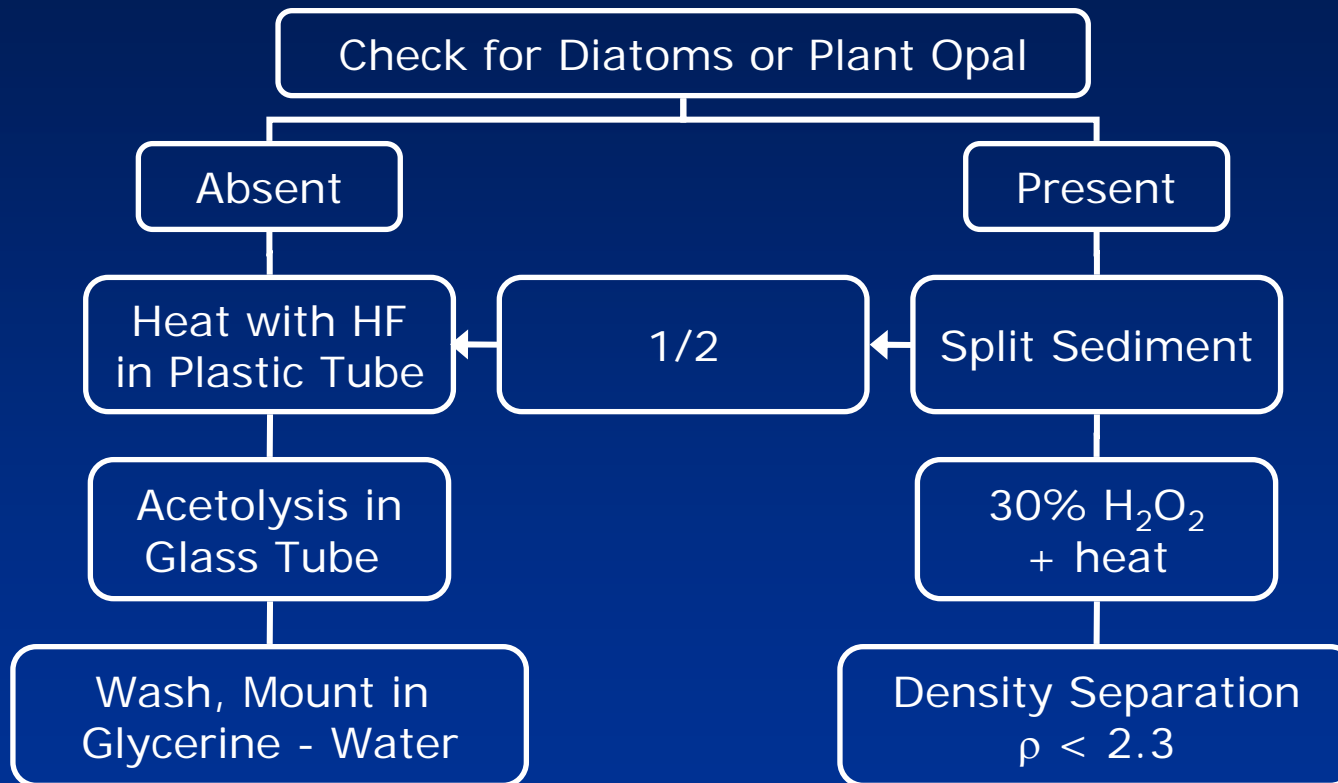 Check for Diatoms or Plant Opal
Absent
Present
Heat with HF
in Plastic Tube
1/2
Split Sediment
Acetolysis in
Glass Tube
30% H₂O₂
+ heat
Wash, Mount in
Glycerine - Water
Density Separation
ρ < 2.3